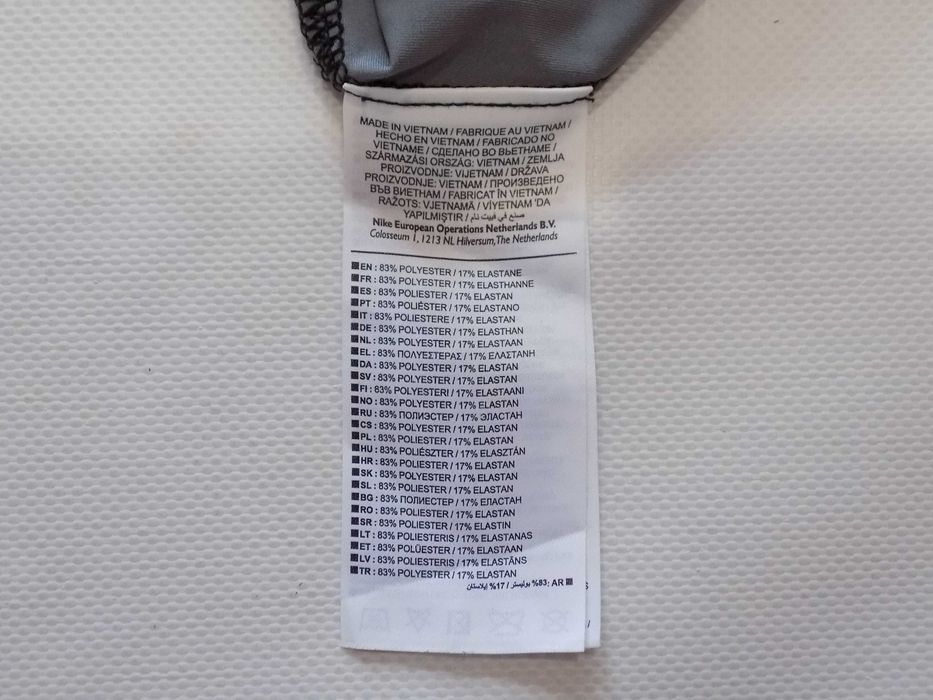 MADE IN VIETNAM / FABRIQUE AU VIETNAM /
HECHO EN VIETNAM / FABRICADO NO
VIETNAME / СДЕЛАНО ВО ВЬЕТНАМЕ /
SZÁRMAZÁSI ORSZÁG: VIETNAM / ZEMLJA
PROIZVODNJE: VIJETNAM / DRŽAVA
PROIZVODNJE: VIETNAM / ПРОИЗВЕДЕНО
ВЪВ ВИЕТНАМ / FABRICAT ÎN VIETNAM /
RAŽOTS: VJETNAMĀ / VİYETNAM 'DA
YAPILMIŞTIR / صنع في فييت نام
Nike European Operations Netherlands B.V.
Colosseum 1, 1213 NL Hilversum, The Netherlands
EN : 83% POLYESTER / 17% ELASTANE
FR : 83% POLYESTER / 17% ELASTHANNE
ES : 83% POLIESTER / 17% ELASTAN
PT : 83% POLIÉSTER / 17% ELASTANO
IT : 83% POLIESTERE / 17% ELASTAN
DE : 83% POLYESTER / 17% ELASTHAN
NL : 83% POLYESTER / 17% ELASTAAN
EL : 83% ΠΟΛΥΕΣΤΕΡΑΣ / 17% ΕΛΑΣΤΑΝΗ
DA : 83% POLYESTER / 17% ELASTAN
SV : 83% POLYESTER / 17% ELASTAN
FI : 83% POLYESTERI / 17% ELASTAANI
NO : 83% POLYESTER / 17% ELASTAN
RU : 83% ПОЛИЭСТЕР / 17% ЭЛАСТАН
CS : 83% POLYESTER / 17% ELASTAN
PL : 83% POLIESTER / 17% ELASTAN
HU : 83% POLIÉSZTER / 17% ELASZTÁN
HR : 83% POLIESTER / 17% ELASTAN
SK : 83% POLYESTER / 17% ELASTAN
SL : 83% POLIESTER / 17% ELASTAN
BG : 83% ПОЛИЕСТЕР / 17% ЕЛАСТАН
RO : 83% POLIESTER / 17% ELASTAN
SR : 83% POLIESTER / 17% ELASTIN
LT : 83% POLIESTERIS / 17% ELASTANAS
ET : 83% POLÜESTER / 17% ELASTAAN
LV : 83% POLIESTERIS / 17% ELASTĀNS
TR : 83% POLYESTER / 17% ELASTAN
AR :83% بوليستر / 17% إيلاستان